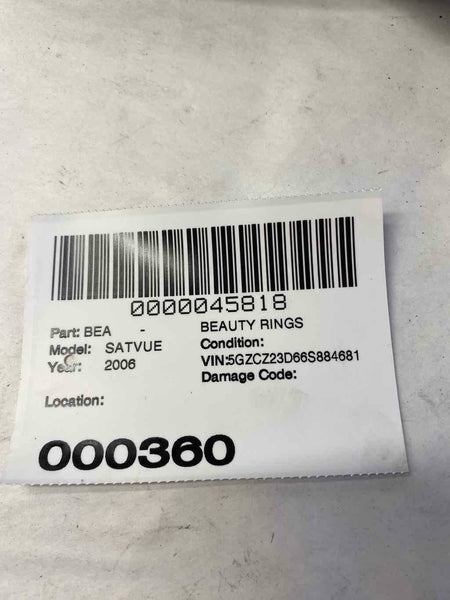 0000045818
Part: BEA - BEAUTY RINGS
Model: SATVUE Condition:
Year: 2006 VIN:5GZCZ23D66S884681
Damage Code:
Location:
000360